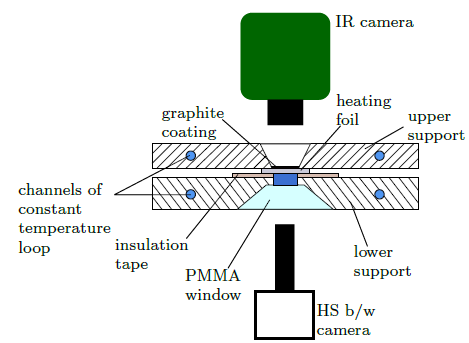 IR camera
graphite
coating
heating
foil
upper
support
channels of
constant
temperature
loop
insulation
tape
PMMA
window
lower
support
HS b/w
camera